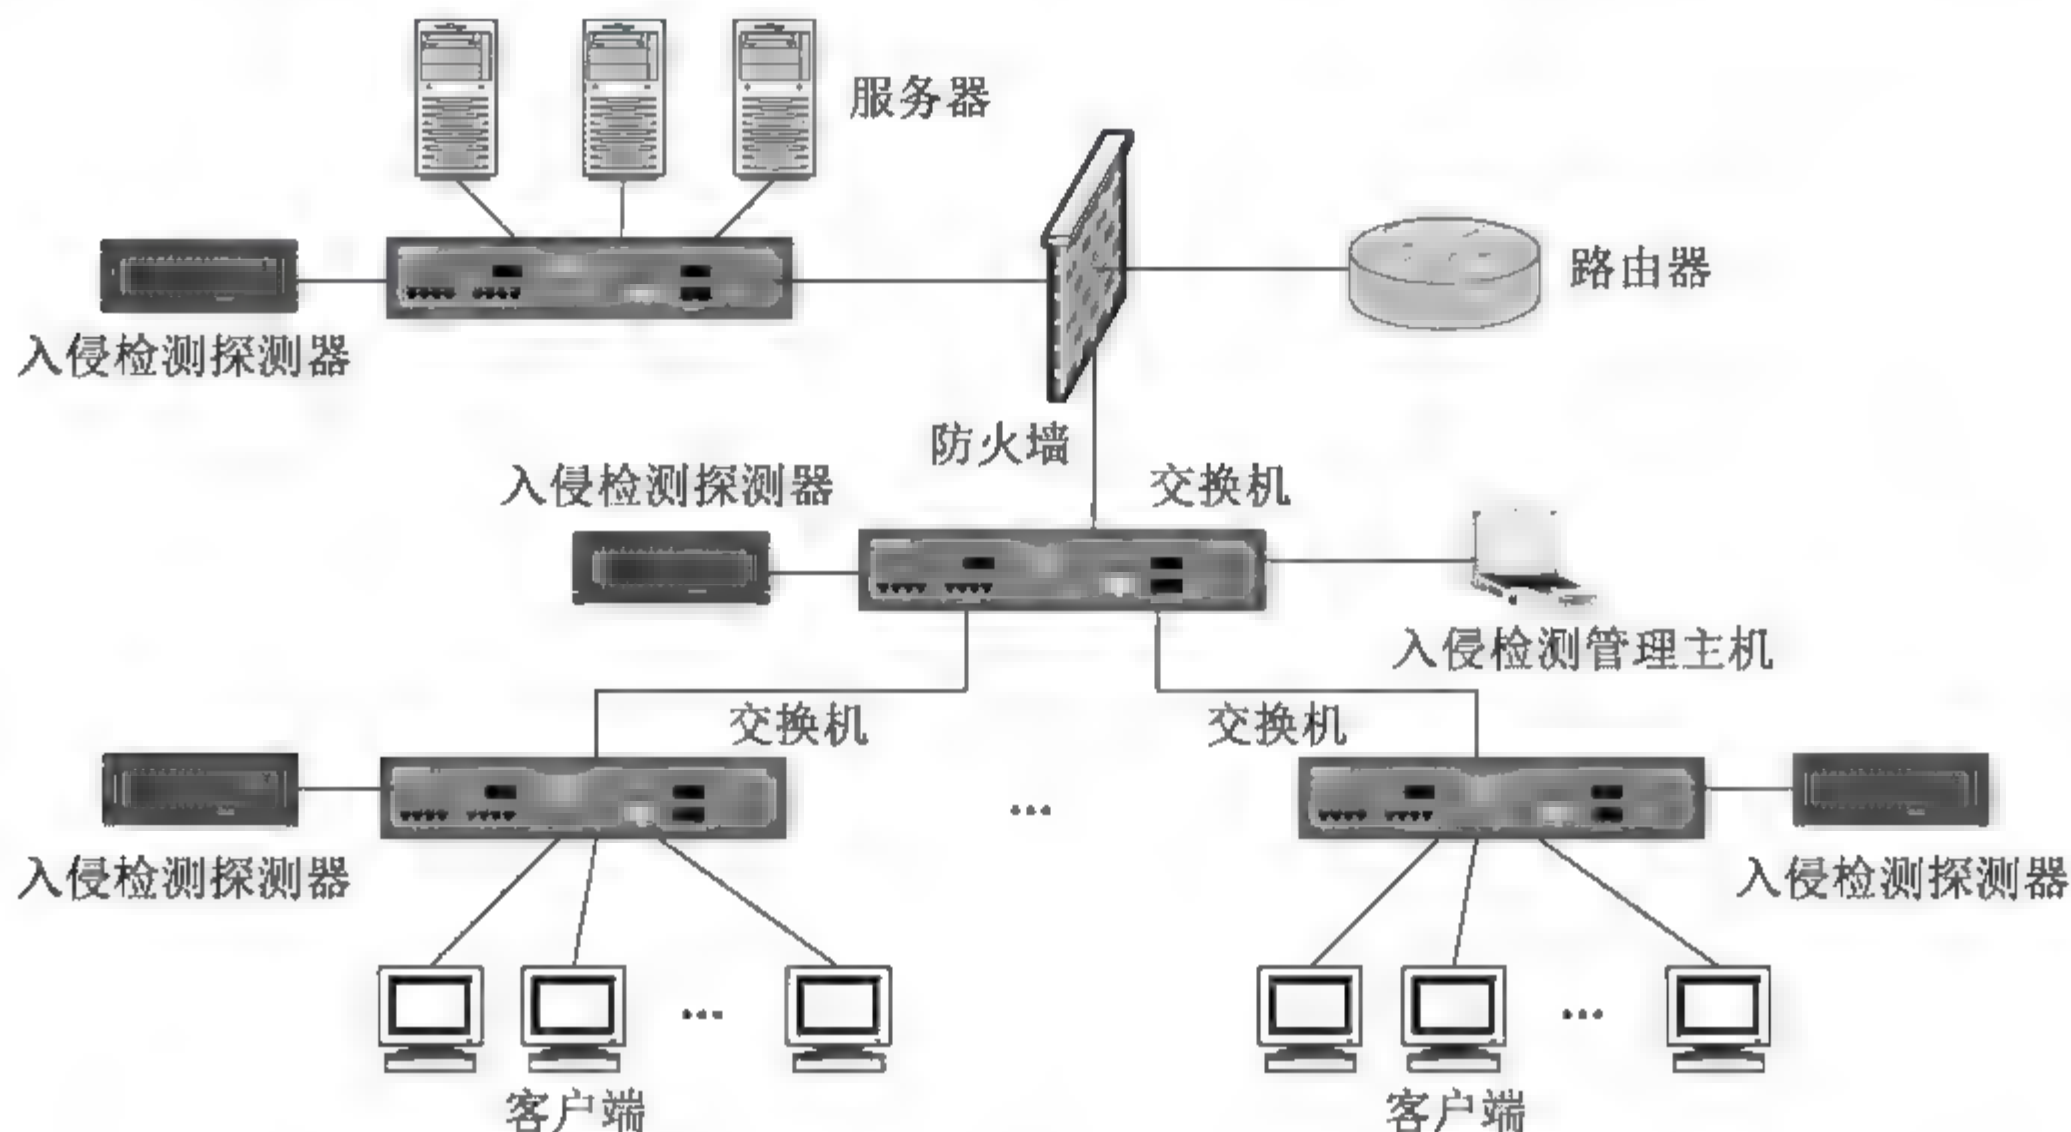 服务器
路由器
入侵检测探测器
防火墙
入侵检测探测器
交换机
入侵检测管理主机
交换机
交换机
...
入侵检测探测器
入侵检测探测器
...
...
客户端
客户端